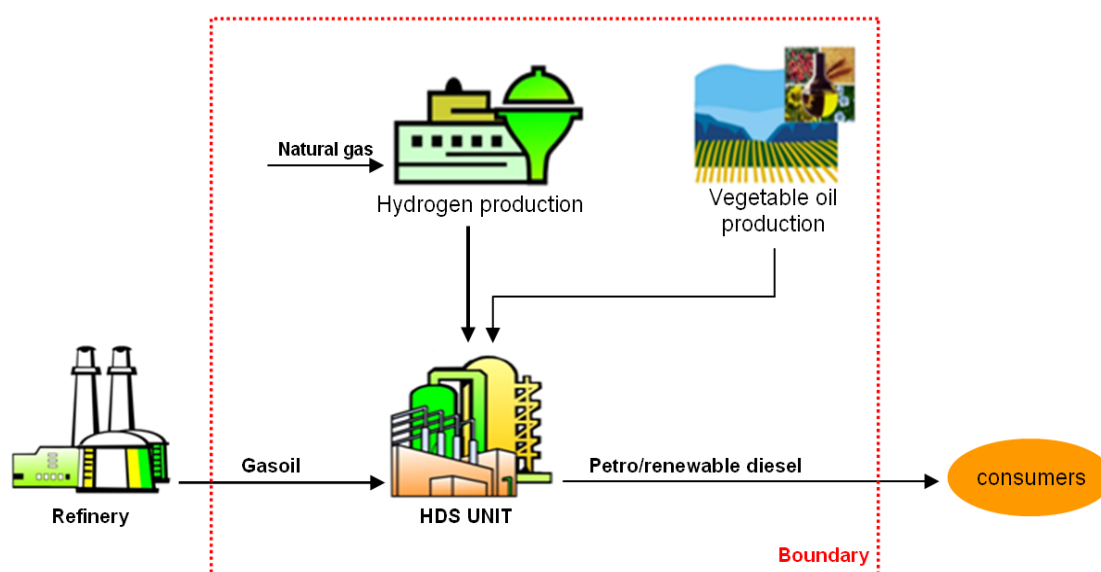 Natural gas
Hydrogen production
Vegetable oil
production
Gasoil
Petro/renewable diesel
consumers
Refinery
HDS UNIT
Boundary